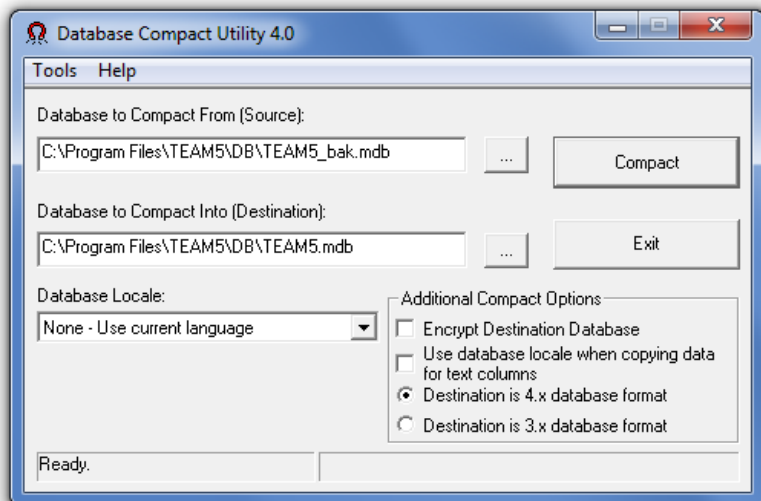 Database Compact Utility 4.0
Tools Help
Database to Compact From (Source):
C:\Program Files\TEAM5\DB\TEAM5_bak.mdb
...
Compact
Database to Compact Into (Destination):
C:\Program Files\TEAM5\DB\TEAM5.mdb
...
Exit
Database Locale:
None - Use current language
Additional Compact Options
Encrypt Destination Database
Use database locale when copying data
for text columns
Destination is 4.x database format
Destination is 3.x database format
Ready.